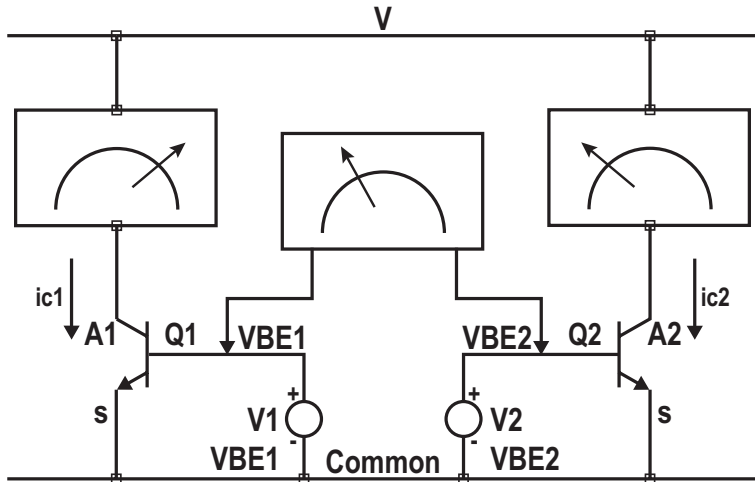 V
ic1
A1 Q1 VBE1 VBE2 Q2 A2
ic2
s + + s
V1 V2
- -
VBE1 Common VBE2